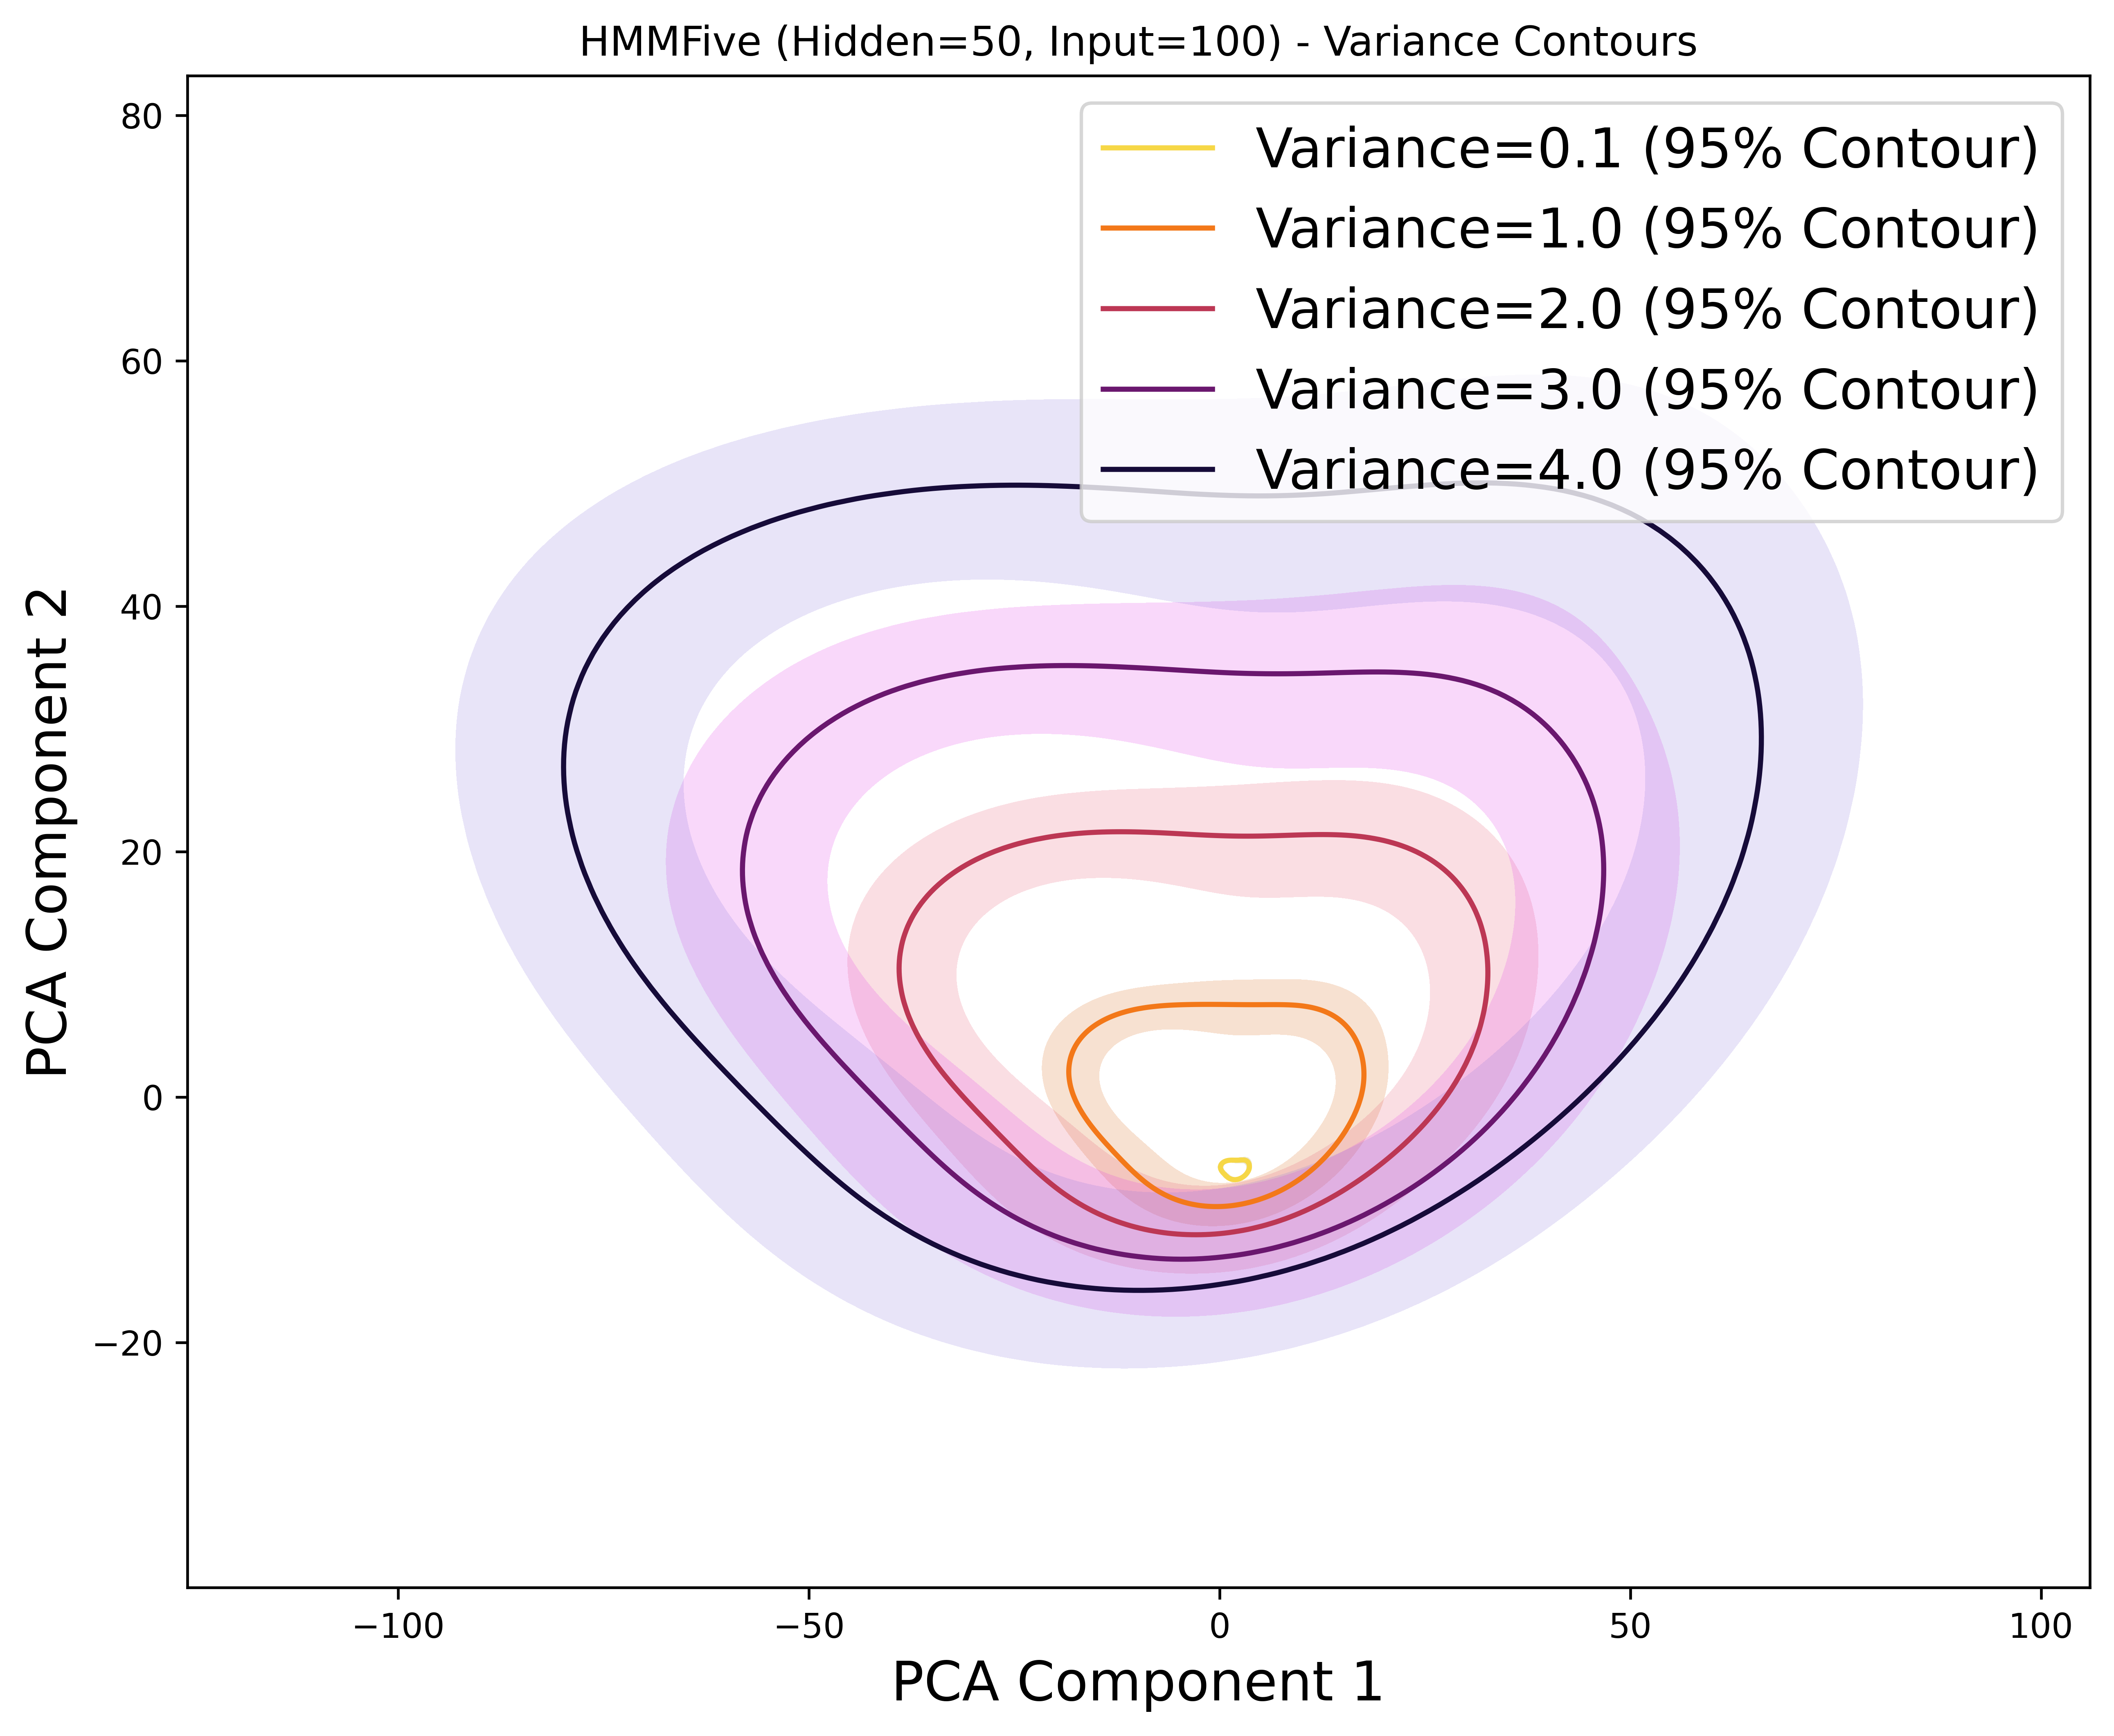 HMMFive (Hidden=50, Input=100) - Variance Contours
80
60
40
20
0
−20
PCA Component 2
Variance=0.1 (95% Contour)
Variance=1.0 (95% Contour)
Variance=2.0 (95% Contour)
Variance=3.0 (95% Contour)
Variance=4.0 (95% Contour)
−100
−50
0
50
100
PCA Component 1